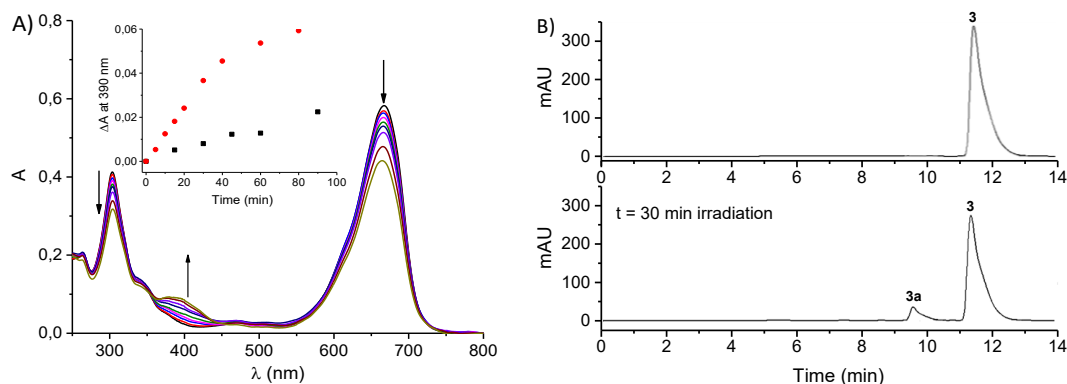 A)
0,8
0,6
0,4
0,2
0,0
A
250 300 400 500 600 700 800
λ (nm)
0,06
0,04
0,02
0,00
ΔA at 390 nm
0 20 40 60 80 100
Time (min)
B)
300
200
100
0
mAU
3
0 2 4 6 8 10 12 14
t = 30 min irradiation
300
200
100
0
mAU
3a
3
0 2 4 6 8 10 12 14
Time (min)